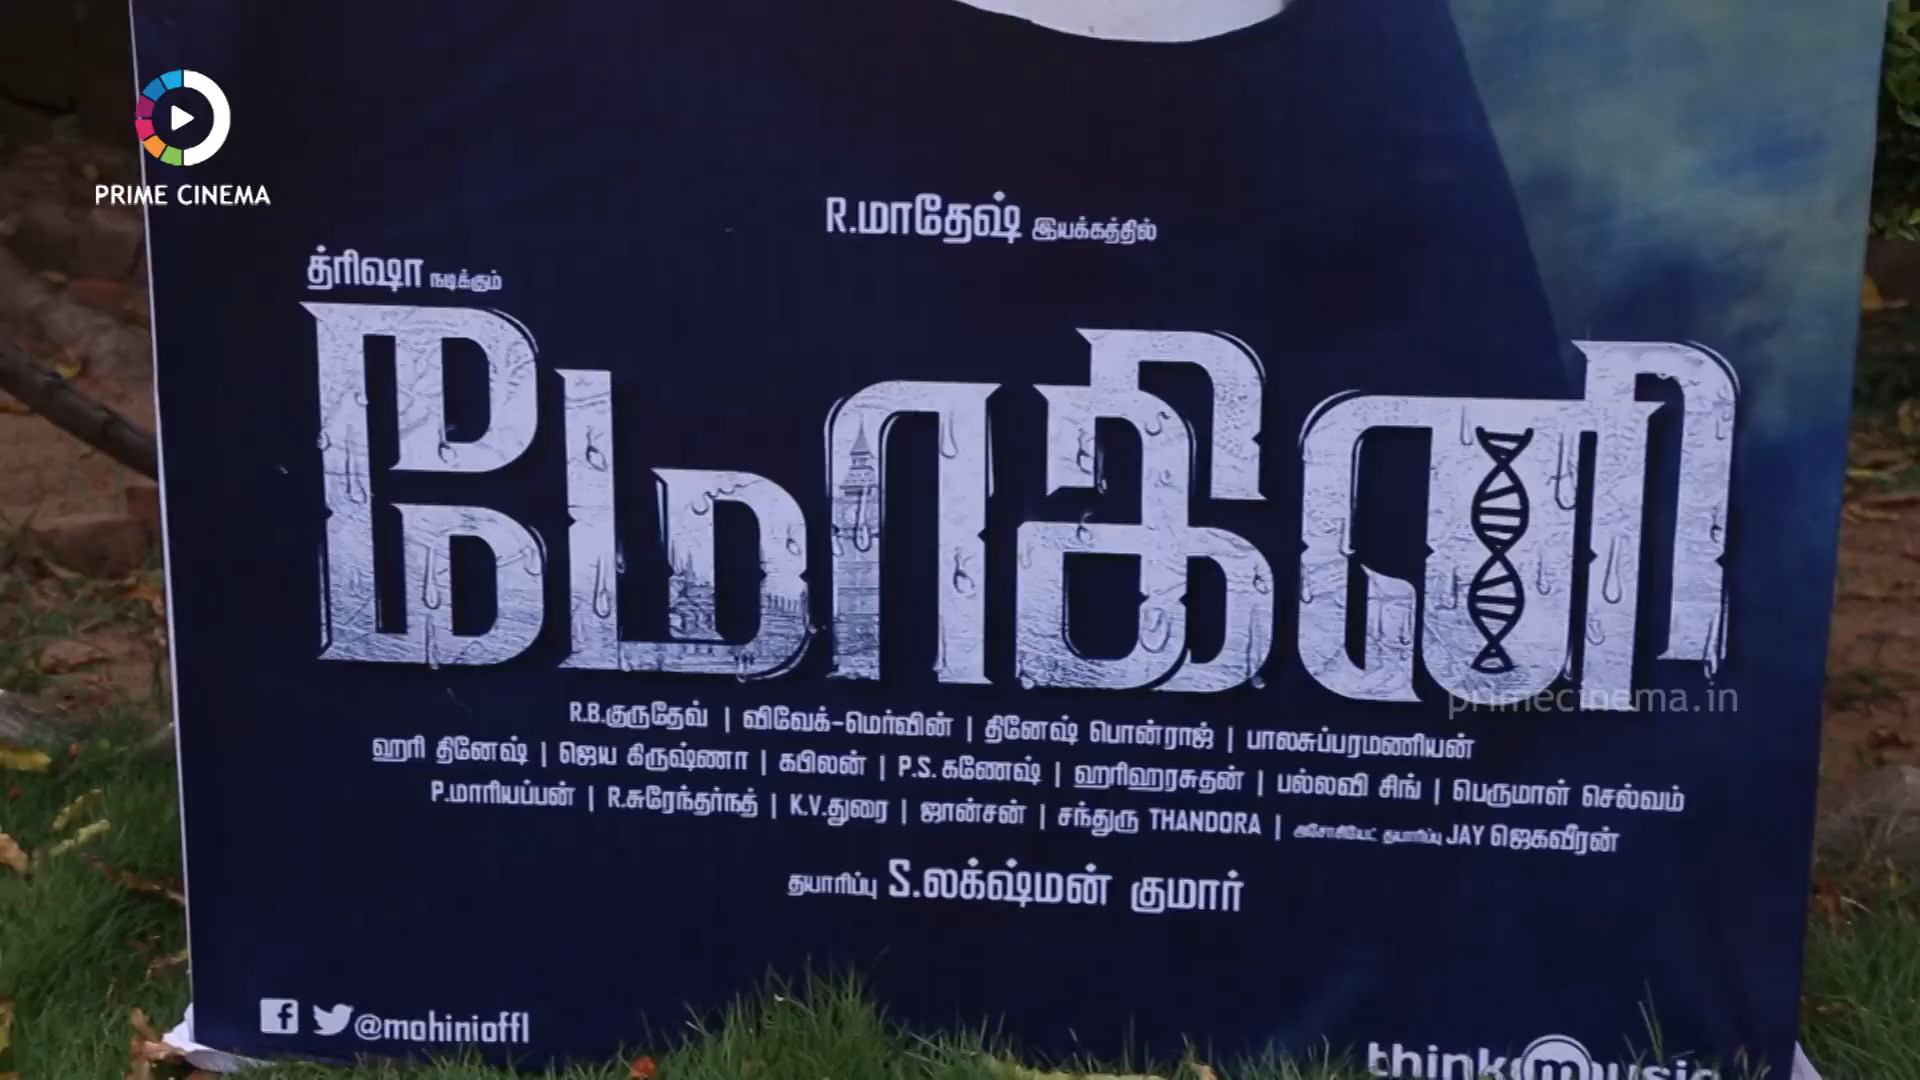 PRIME CINEMA
R.மாதேஷ் இயக்கத்தில்
த்ரிஷா நடிக்கும்
மோகினி
primecinema.in
R.B.குருதேவ் | விவேக்-மெர்வின் | தினேஷ் பொன்ராஜ் | பாலசுப்பரமணியன்
ஹரி தினேஷ் | ஜெய கிருஷ்ணா | கபிலன் | P.S.கணேஷ் | ஹரிஹரசுதன் | பல்லவி சிங் | பெருமாள் செல்வம்
P.மாரியப்பன் | R.சுரேந்தர்நத் | K.V.துரை | ஜான்சன் | சந்துரு THANDORA | அசோசியேட் தயாரிப்பு JAY ஜெகவீரன்
தயாரிப்பு S.லக்ஷ்மன் குமார்
@mohinioffl
think music